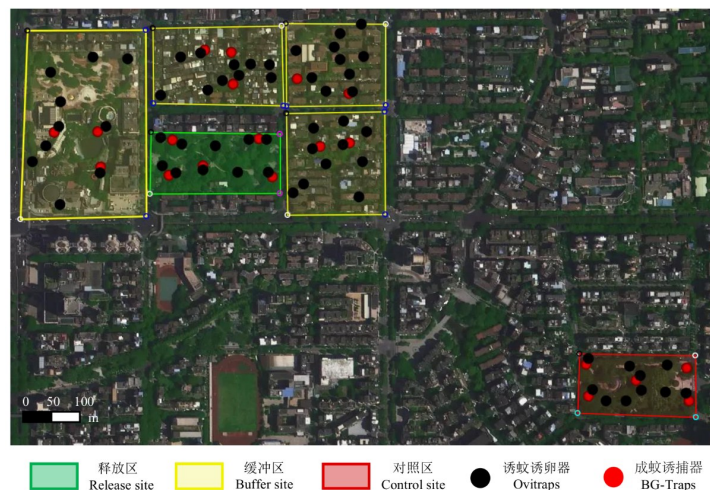 0 50 100
m
释放区
Release site
缓冲区
Buffer site
对照区
Control site
诱蚊诱卵器
Ovitraps
成蚊诱捕器
BG-Traps